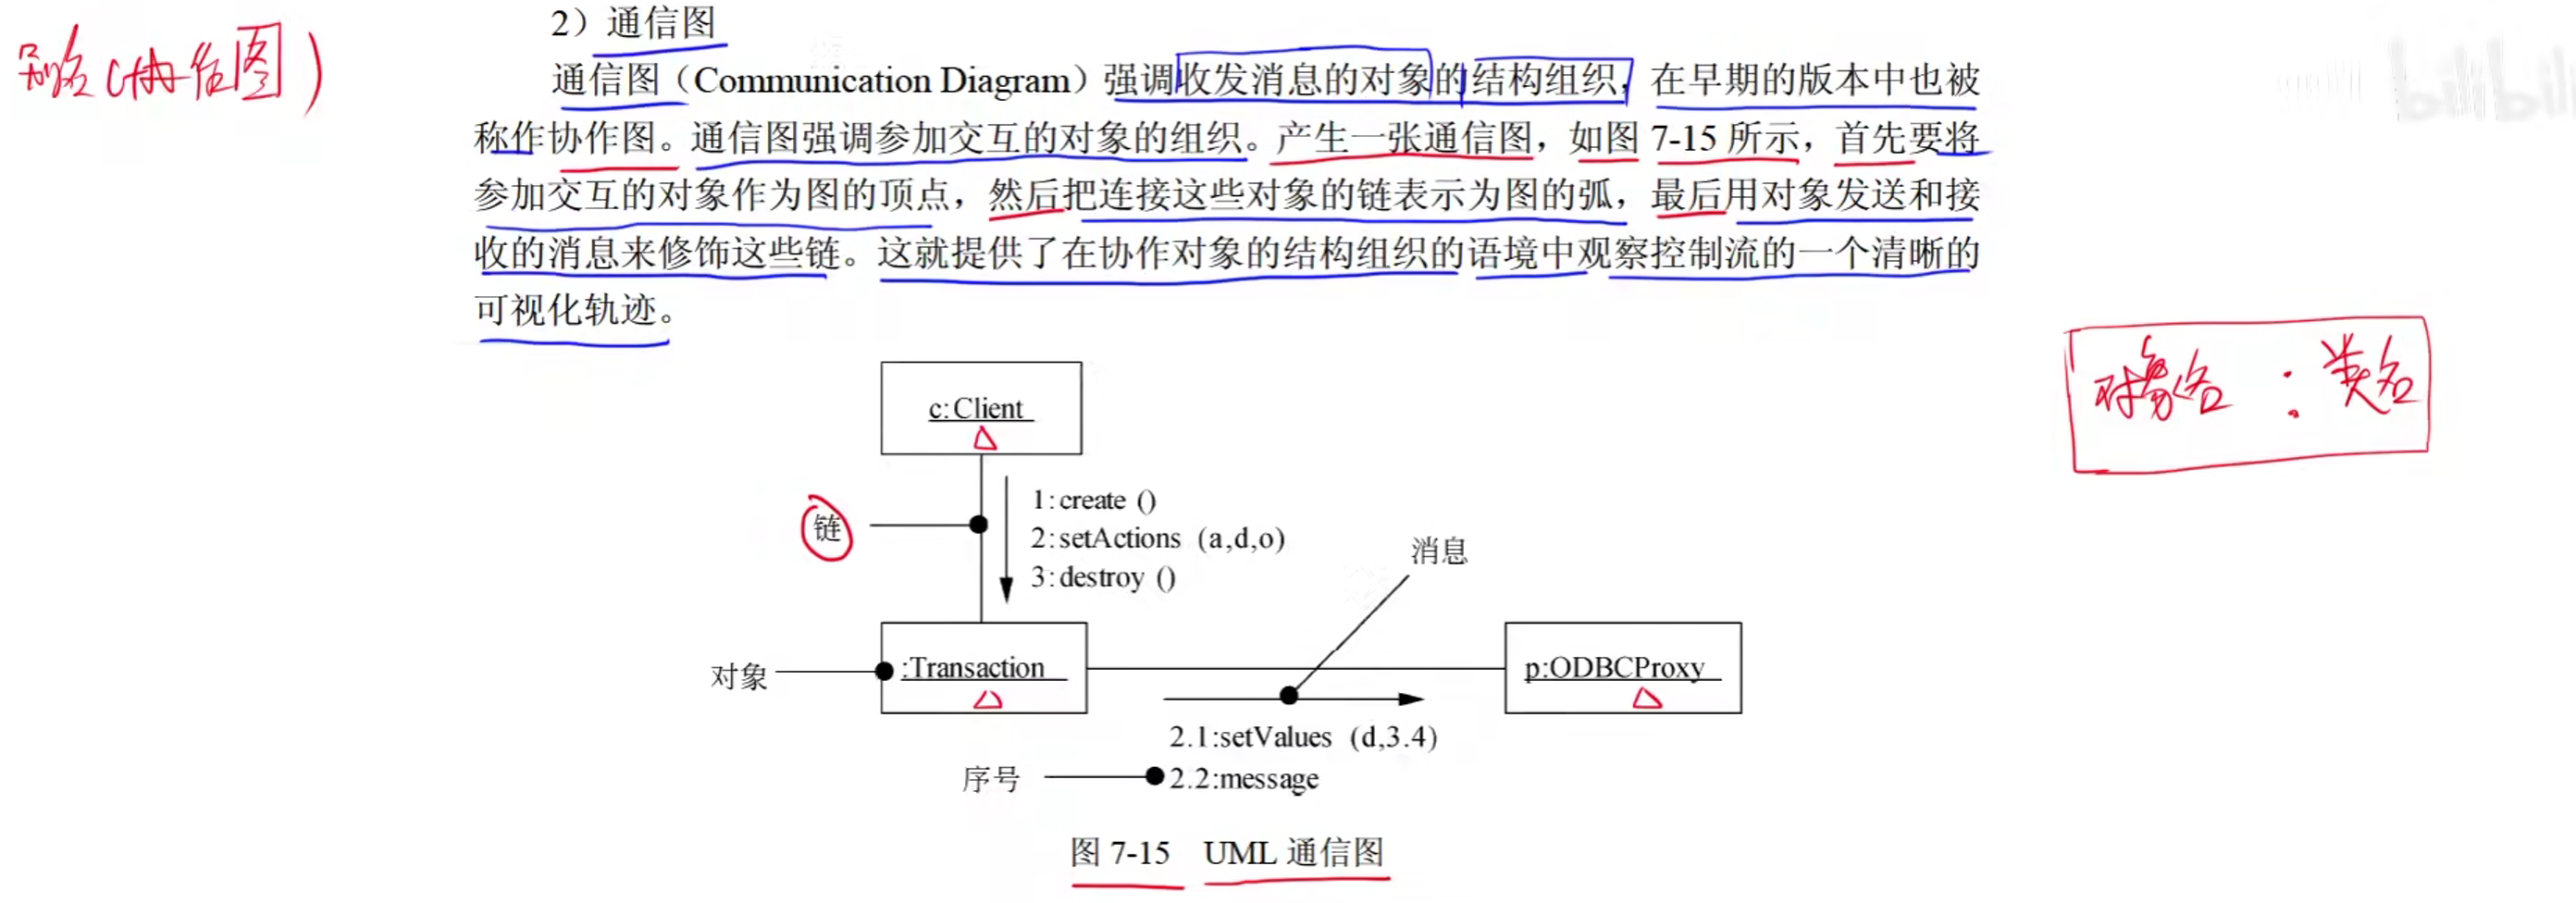 2）通信图
别名（协作图）
通信图（Communication Diagram）强调收发消息的对象的结构组织，在早期的版本中也被
称作协作图。通信图强调参加交互的对象的组织。产生一张通信图，如图 7-15 所示，首先要将
参加交互的对象作为图的顶点，然后把连接这些对象的链表示为图的弧，最后用对象发送和接
收的消息来修饰这些链。这就提供了在协作对象的结构组织的语境中观察控制流的一个清晰的
可视化轨迹。
对象名：类名
c:Client
链
1:create ()
2:setActions (a,d,o)
3:destroy ()
消息
对象
:Transaction
p:ODBCProxy
2.1:setValues (d,3.4)
序号
2.2:message
图 7-15 UML 通信图
bilibili